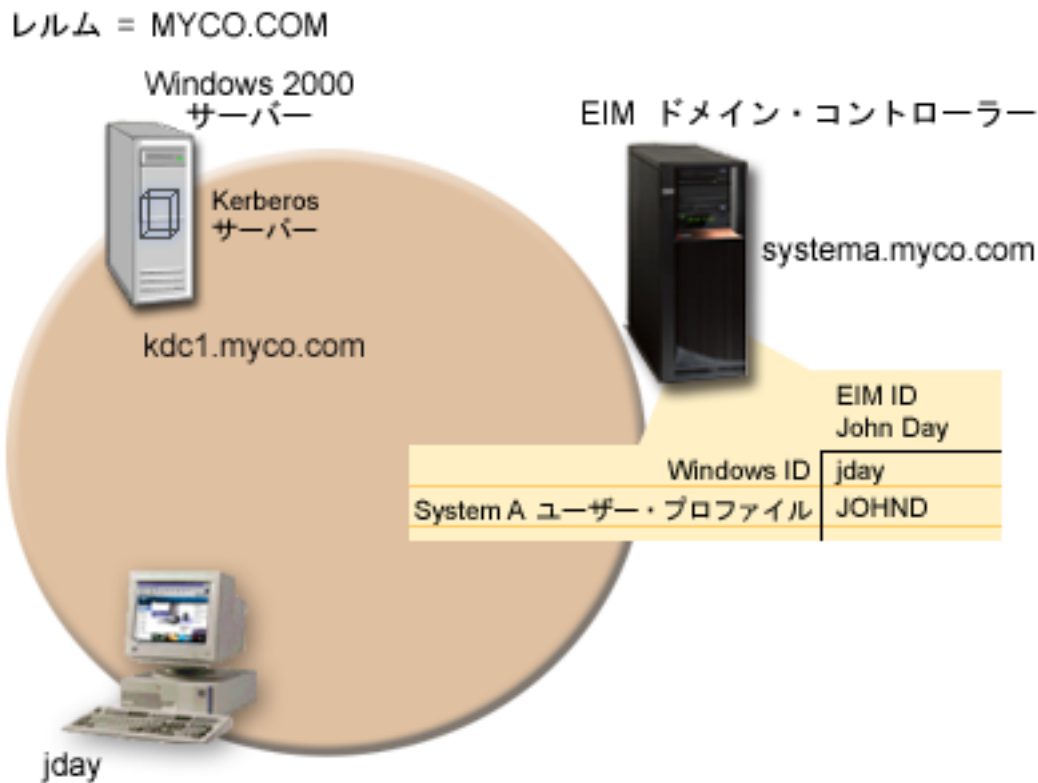 レルム = MYCO.COM
Windows 2000
サーバー
EIM ドメイン・コントローラー
Kerberos
サーバー
systema.myco.com
kdc1.myco.com
EIM ID
John Day
Windows ID jday
System A ユーザー・プロファイル JOHND
jday